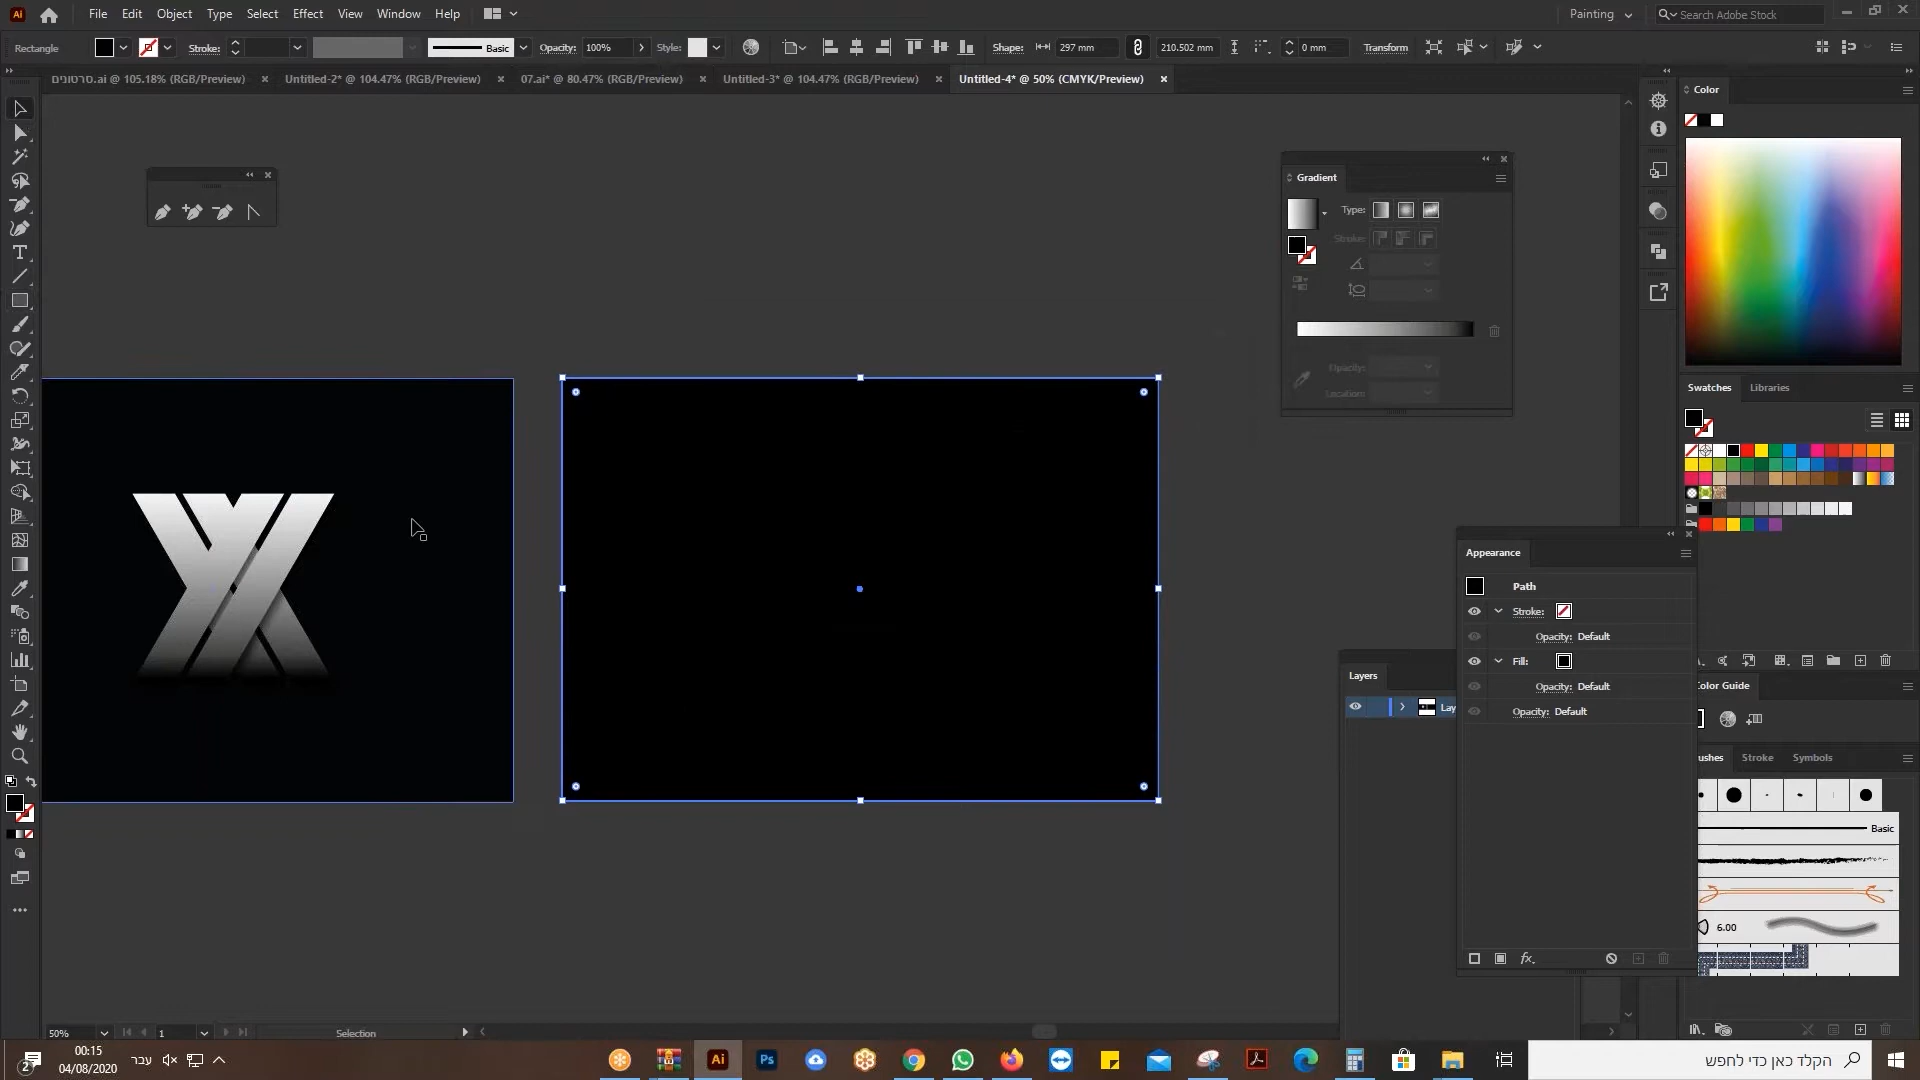 Ai
File Edit Object Type Select Effect View Window Help
Painting
Search Adobe Stock
Rectangle
Stroke:
Basic
Opacity: 100%
Style:
Shape: 297 mm 210.502 mm 0 mm
Transform
סרטונים.ai @ 105.18% (RGB/Preview)
Untitled-2* @ 104.47% (RGB/Preview)
07.ai* @ 80.47% (RGB/Preview)
Untitled-3* @ 104.47% (RGB/Preview)
Untitled-4* @ 50% (CMYK/Preview)
Color
Gradient
Type:
Stroke:
Opacity:
Location:
Swatches Libraries
Appearance
Path
Stroke:
Opacity: Default
Fill:
Opacity: Default
Opacity: Default
Layers
Lay
Color Guide
ushes Stroke Symbols
Basic
6.00
50% 1 Selection
00:15
04/08/2020
2
עבר
Ai
Ps
הקלד כאן כדי לחפש